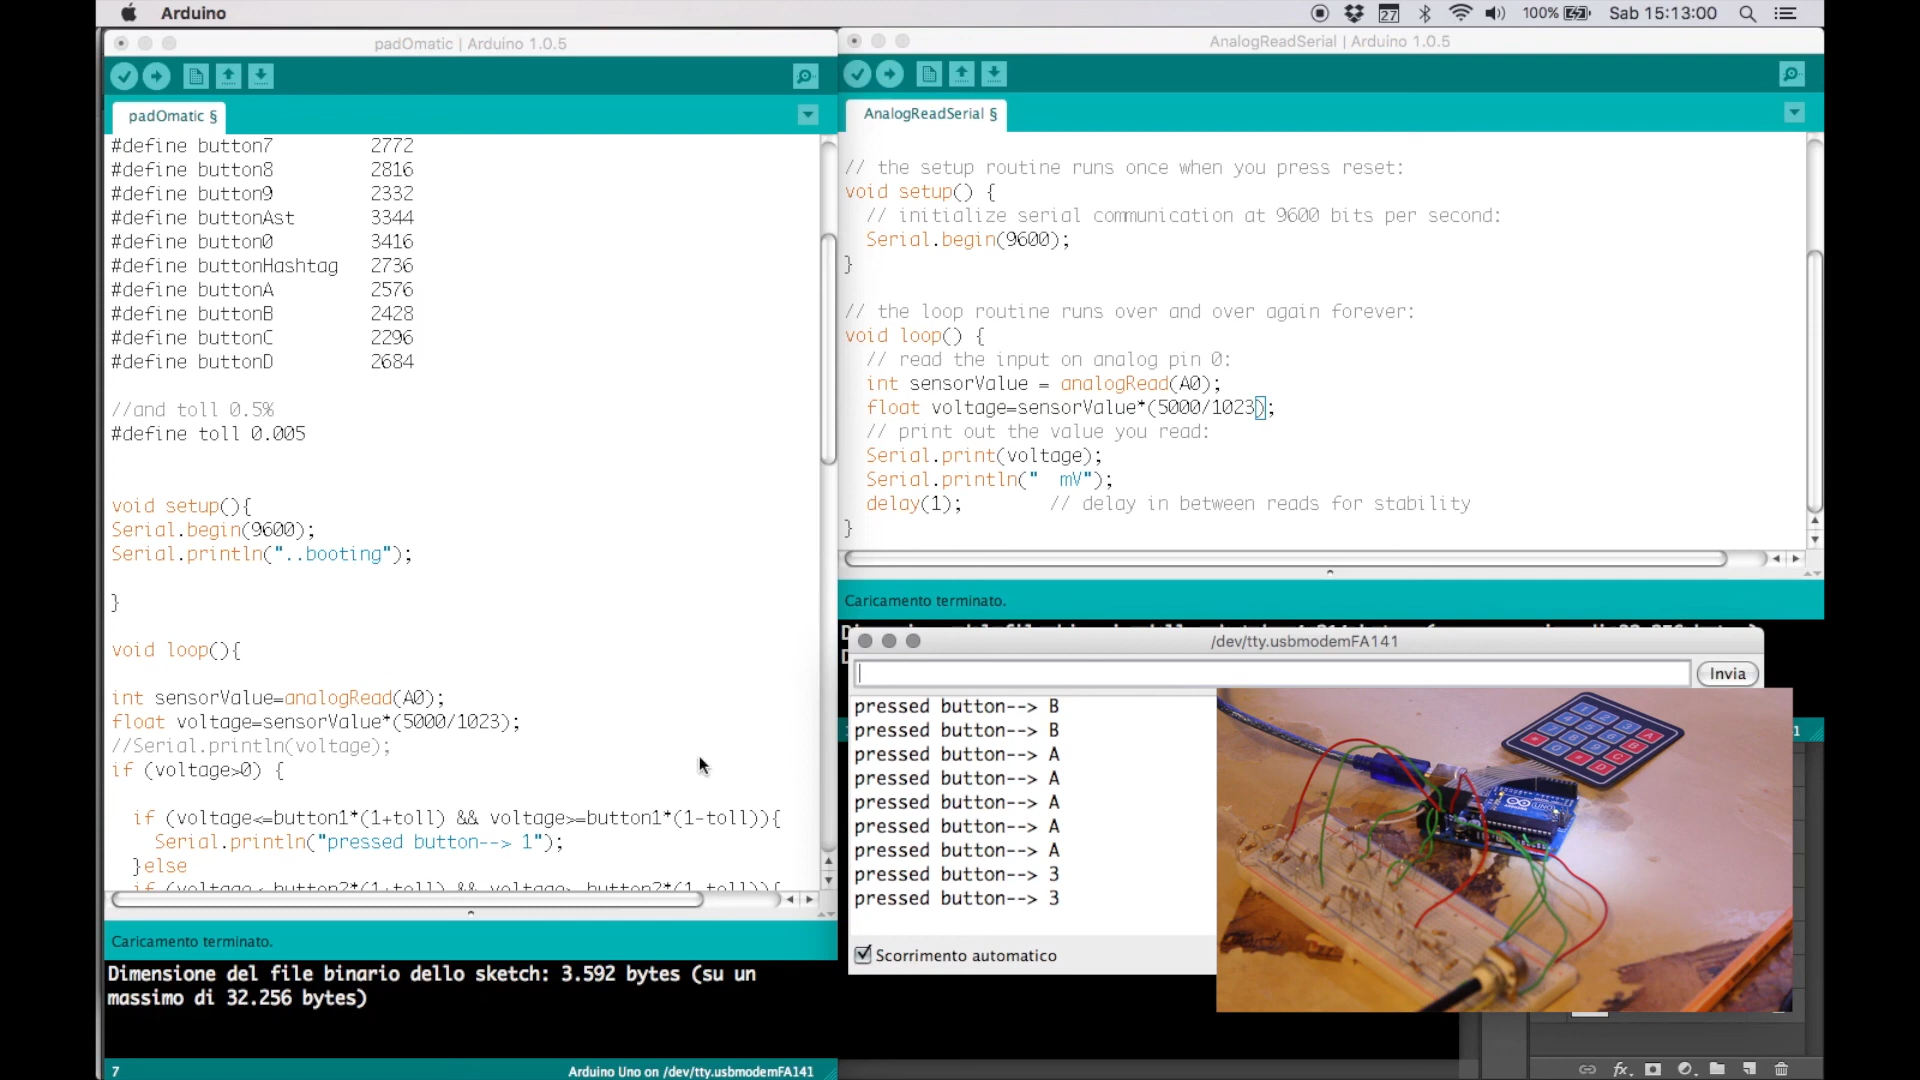 Arduino
27
100%
Sab 15:13:00
padOmatic | Arduino 1.0.5
padOmatic §
#define button7 2772
#define button8 2816
#define button9 2332
#define buttonAst 3344
#define button0 3416
#define buttonHashtag 2736
#define buttonA 2576
#define buttonB 2428
#define buttonC 2296
#define buttonD 2684
//and toll 0.5%
#define toll 0.005
void setup(){
Serial.begin(9600);
Serial.println("..booting");
}
void loop(){
int sensorValue=analogRead(A0);
float voltage=sensorValue*(5000/1023);
//Serial.println(voltage);
if (voltage>0) {
if (voltage<=button1*(1+toll) && voltage>=button1*(1-toll)){
Serial.println("pressed button--> 1");
}else
Caricamento terminato.
Dimensione del file binario dello sketch: 3.592 bytes (su un
massimo di 32.256 bytes)
7
Arduino Uno on /dev/tty.usbmodemFA141
AnalogReadSerial | Arduino 1.0.5
AnalogReadSerial §
// the setup routine runs once when you press reset:
void setup() {
// initialize serial communication at 9600 bits per second:
Serial.begin(9600);
}
// the loop routine runs over and over again forever:
void loop() {
// read the input on analog pin 0:
int sensorValue = analogRead(A0);
float voltage=sensorValue*(5000/1023);
// print out the value you read:
Serial.print(voltage);
Serial.println("  mV");
delay(1); // delay in between reads for stability
}
Caricamento terminato.
/dev/tty.usbmodemFA141
Invia
pressed button--> B
pressed button--> B
pressed button--> A
pressed button--> A
pressed button--> A
pressed button--> A
pressed button--> A
pressed button--> 3
pressed button--> 3
Scorrimento automatico
1
fx